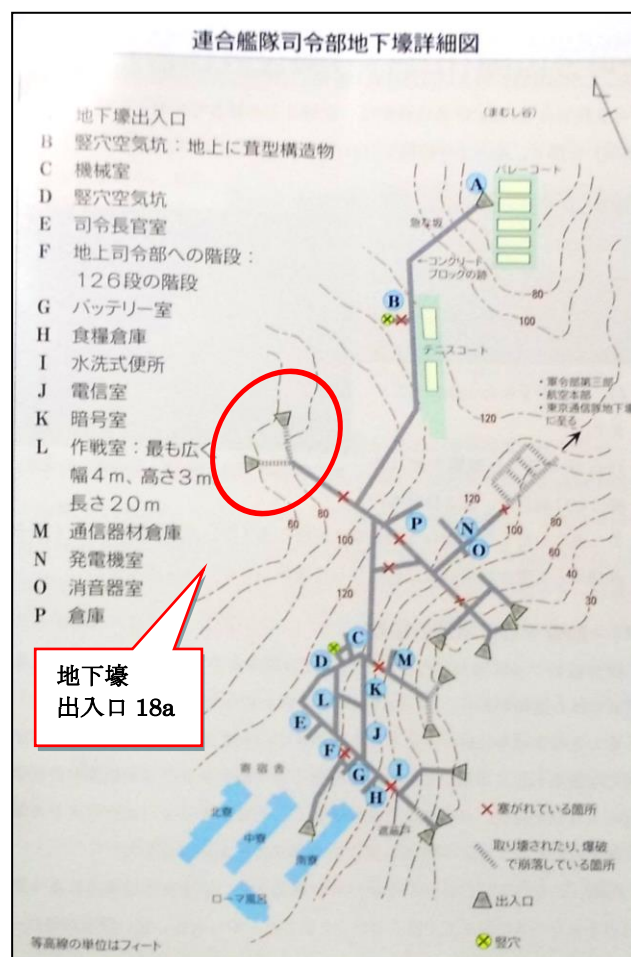 連合艦隊司令部地下壕詳細図
地下壕出入口
B 竪穴空気坑：地上に茸型構造物
C 機械室
D 竪穴空気坑
E 司令長官室
F 地上司令部への階段：
126段の階段
G バッテリー室
H 食糧倉庫
I 水洗式便所
J 電信室
K 暗号室
L 作戦室：最も広く
幅4m、高さ3m
長さ20m
M 通信器材倉庫
N 発電機室
O 消音器室
P 倉庫
地下壕
出入口 18a
(まむし谷)
バレーコート
A
急な坂
←コンクリート
ブロックの跡
80
100
B
テニスコート
120
・軍令部第三部
・航空本部
・東京通信隊地下壕
に至る
60
80
100
120
P
N
O
120
100
60
40
30
C
D
M
K
L
E
J
F
G
I
H
寄宿舎
北寮
中寮
南寮
ローマ風呂
遮蔽戸
塞がれている箇所
取り壊されたり、爆破
で崩落している箇所
出入口
竪穴
等高線の単位はフィート